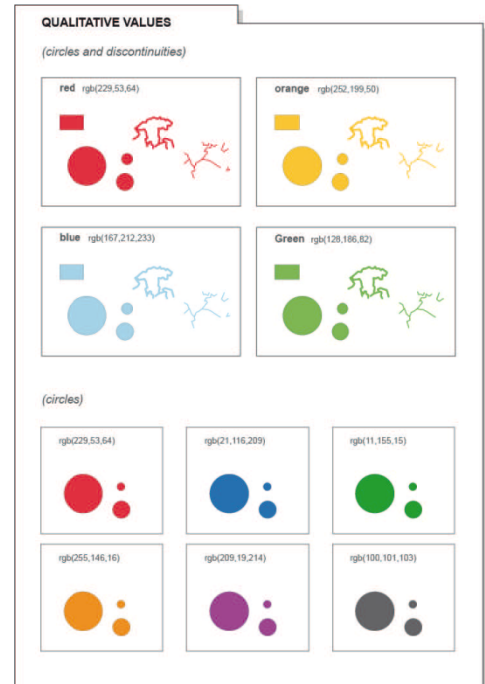 QUALITATIVE VALUES
(circles and discontinuities)
red rgb(229,53,64)
orange rgb(252,199,50)
blue rgb(167,212,233)
Green rgb(128,186,82)
(circles)
rgb(229,53,64)
rgb(21,116,209)
rgb(11,155,15)
rgb(255,146,16)
rgb(209,19,214)
rgb(100,101,103)